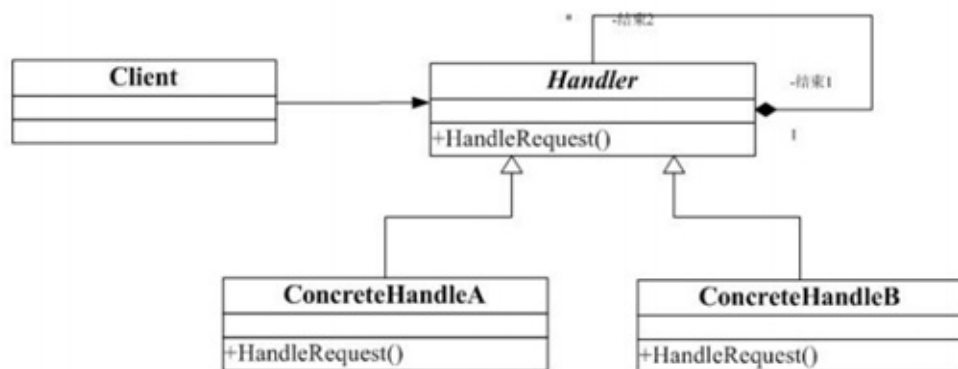 * -结束2
Client
Handler
-结束1
+HandleRequest()
1
ConcreteHandleA
ConcreteHandleB
+HandleRequest()
+HandleRequest()